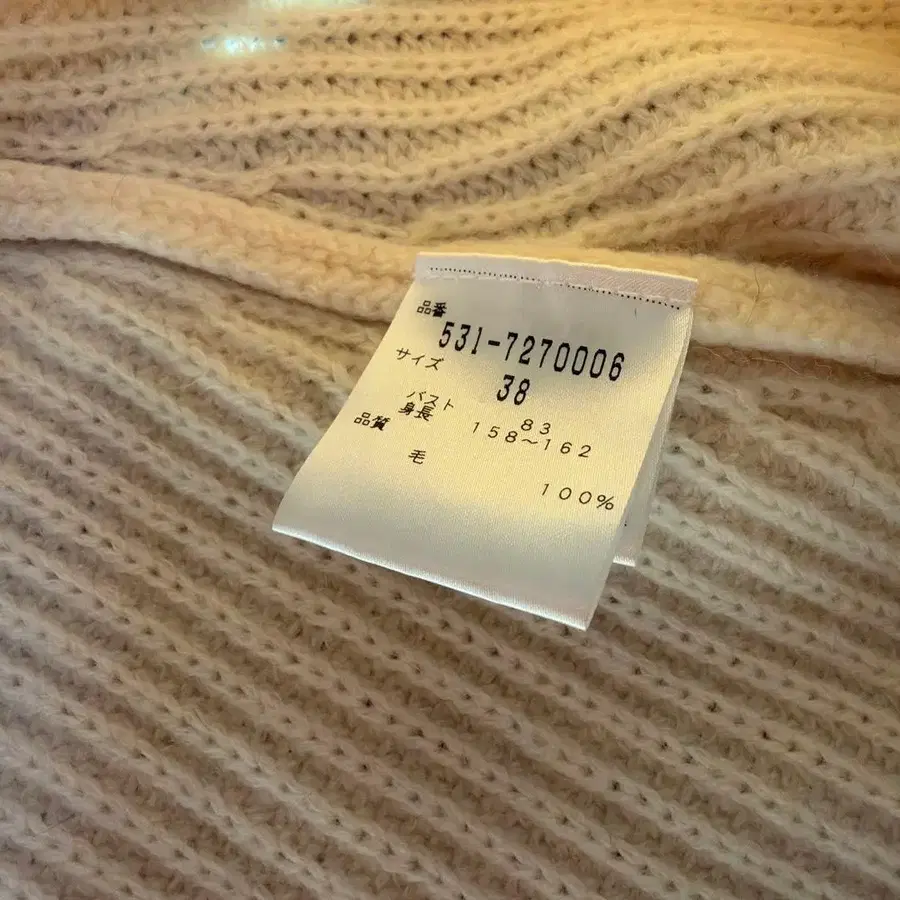 品番
531-7270006
サイズ 38
バスト 83
身長 158～162
品質
毛 100%